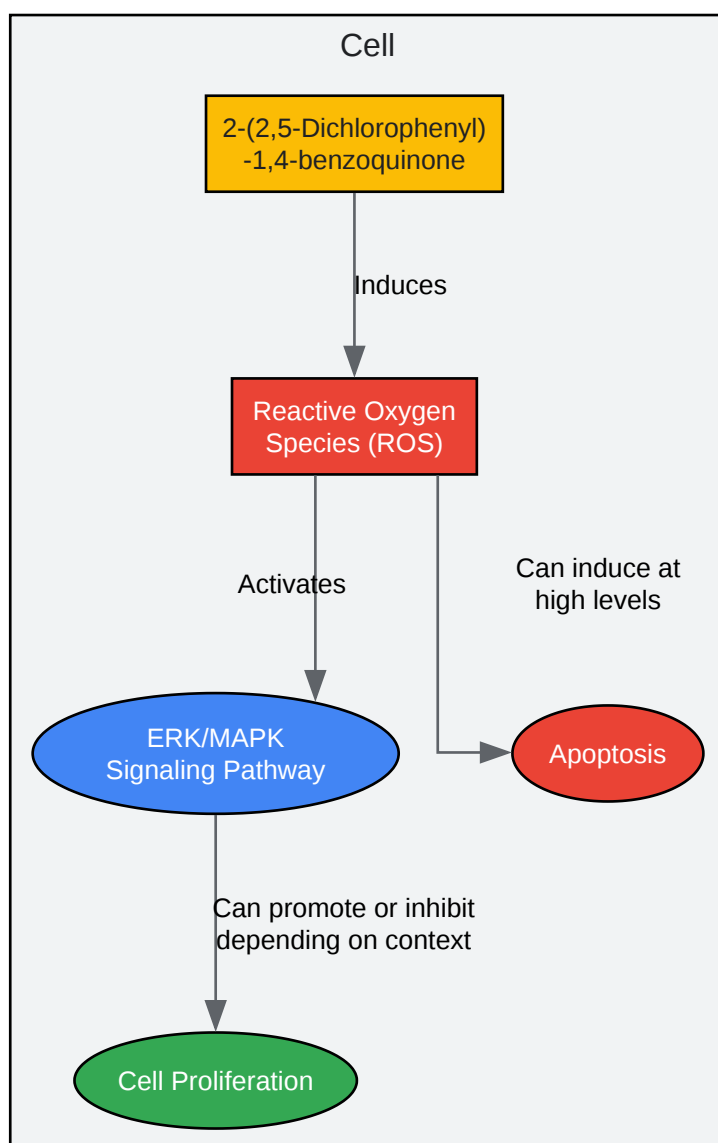 Cell
2-(2,5-Dichlorophenyl)
-1,4-benzoquinone
Induces
Reactive Oxygen
Species (ROS)
Activates
Can induce at
high levels
ERK/MAPK
Signaling Pathway
Apoptosis
Can promote or inhibit
depending on context
Cell Proliferation